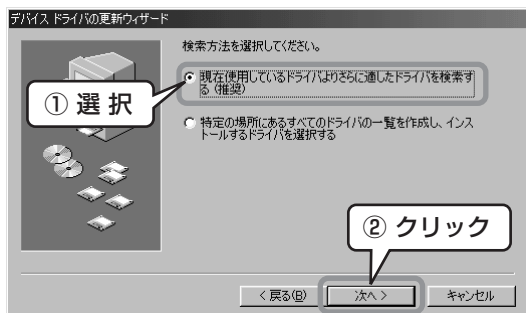 デバイス ドライバの更新ウィザード
検索方法を選択してください。
現在使用しているドライバよりさらに適したドライバを検索す
る (推奨)
① 選 択
特定の場所にあるすべてのドライバの一覧を作成し、インス
トールするドライバを選択する
② クリック
< 戻る(B)
次へ >
キャンセル